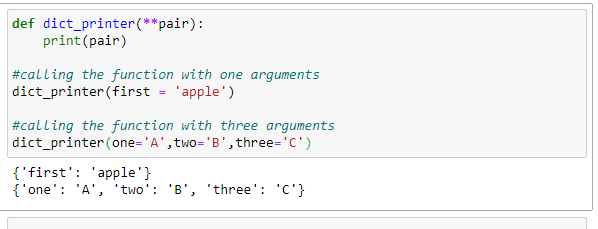 def dict_printer(**pair):
    print(pair)
#calling the function with one arguments
dict_printer(first = 'apple')
#calling the function with three arguments
dict_printer(one='A',two='B',three='C')
{'first': 'apple'}
{'one': 'A', 'two': 'B', 'three': 'C'}